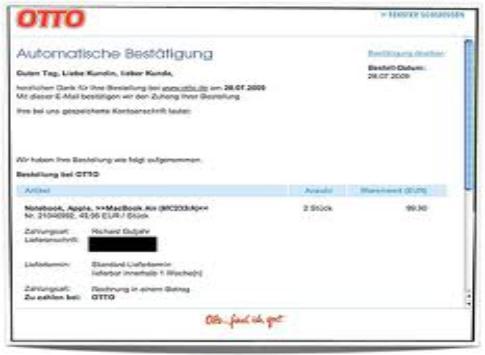 OTTO
» FENSTER SCHLIESSEN
Automatische Bestätigung
Bestätigung drucken
Guten Tag, Liebe Kundin, lieber Kunde,
Bestell-Datum:
28.07.2009
herzlichen Dank für Ihre Bestellung bei www.otto.de am 28.07.2009
Mit dieser E-Mail bestätigen wir den Zugang Ihrer Bestellung
Ihre bei uns gespeicherte Kontoanschrift lautet:
Wir haben Ihre Bestellung wie folgt aufgenommen.
Bestellung bei OTTO
Artikel Anzahl Warenwert (EUR)
Notebook, Apple, >>MacBook Air (MC233/A)<<  2 Stück 99,90
Nr. 21046992, 49,95 EUR / Stück
Zahlungsart: Richard Gutjahr
Lieferanschrift:
Liefertermin: Standard-Liefertermin
lieferbar innerhalb 1 Woche(n)
Zahlungsart: Rechnung in einem Betrag
Zu zahlen bei: OTTO
Otto... find' ich gut